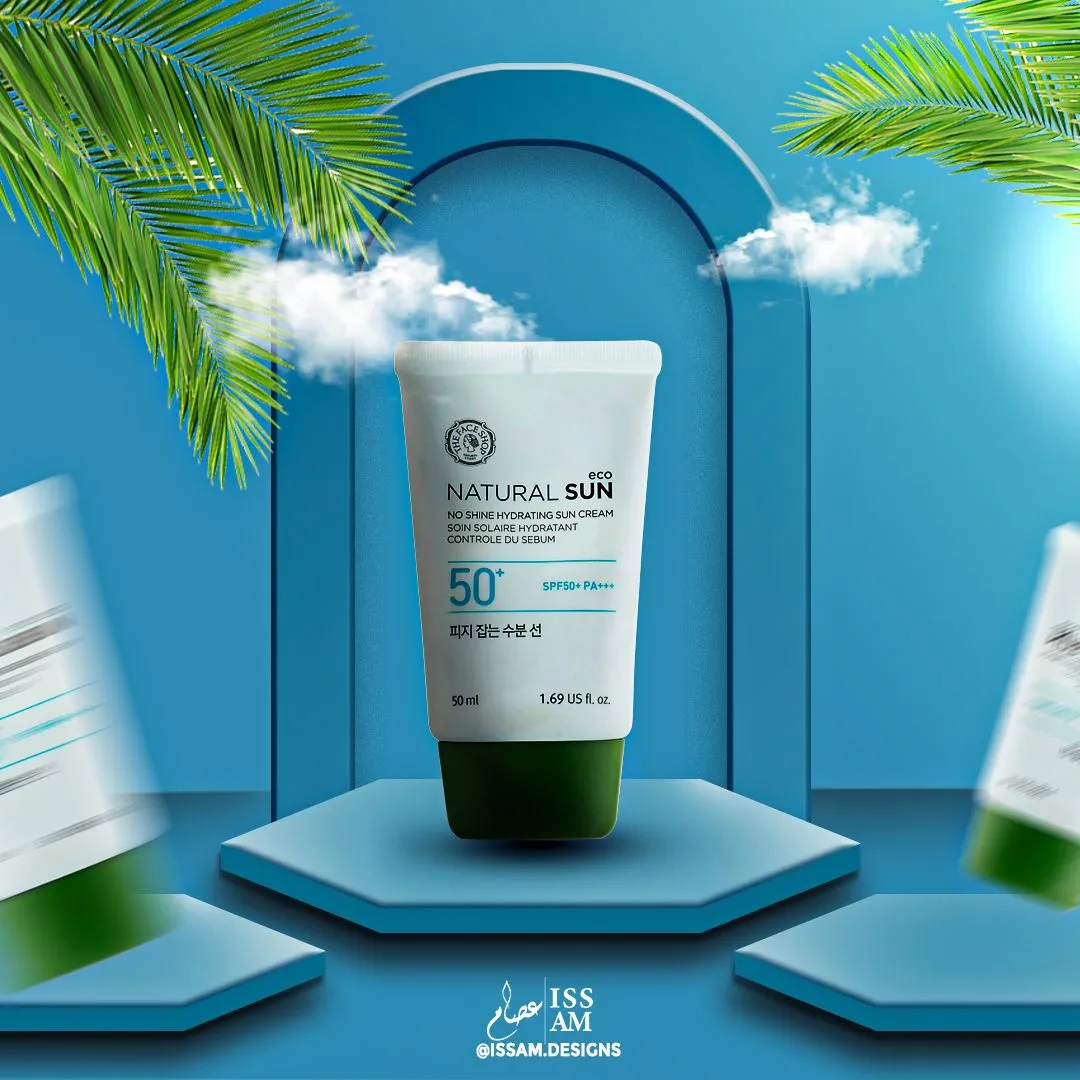 THE FACE SHOP
eco
NATURAL SUN
NO SHINE HYDRATING SUN CREAM
SOIN SOLAIRE HYDRATANT
CONTROLE DU SEBUM
50+
SPF50+ PA+++
피지 잡는 수분 선
50 ml
1.69 US fl. oz.
عصام
ISS
AM
@ISSAM.DESIGNS